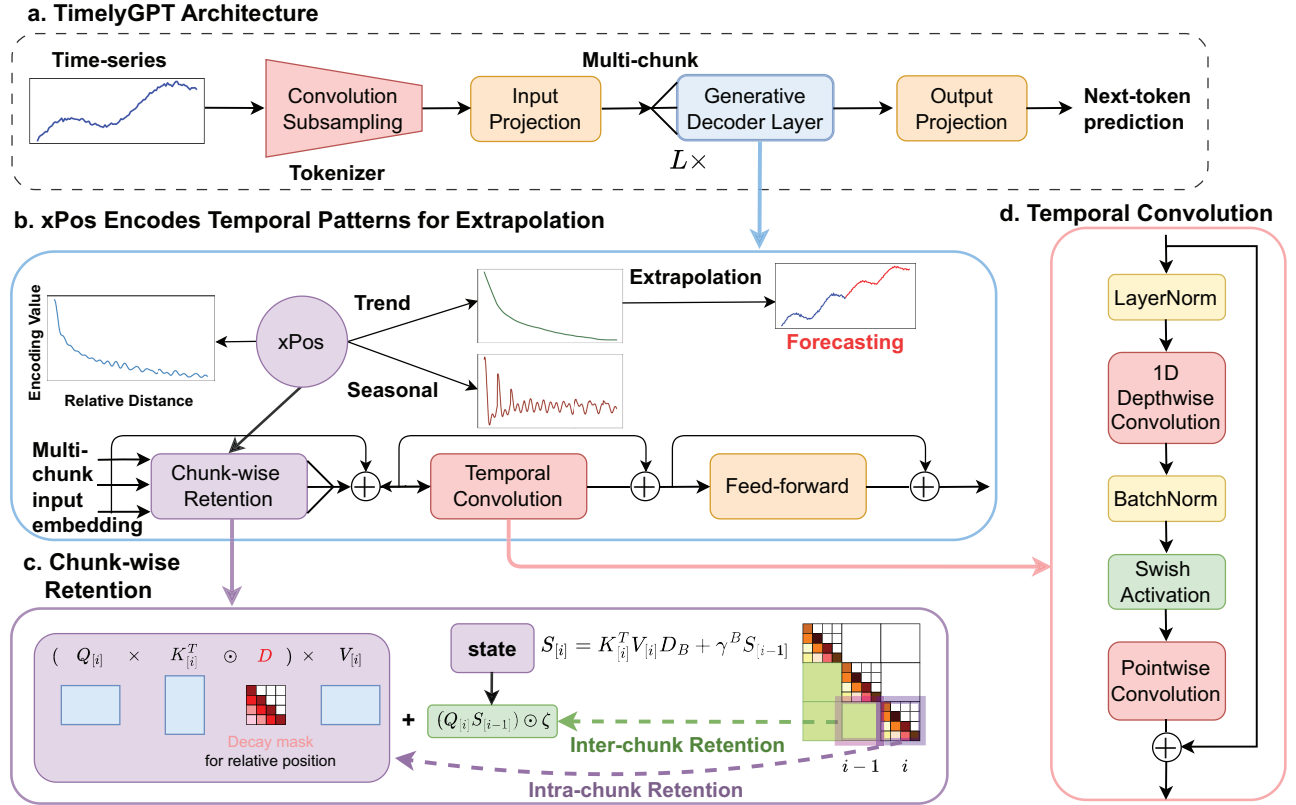 a. TimelyGPT Architecture
Time-series
Convolution
Subsampling
Tokenizer
Input
Projection
Multi-chunk
Generative
Decoder Layer
L×
Output
Projection
Next-token
prediction
b. xPos Encodes Temporal Patterns for Extrapolation
Encoding Value
Relative Distance
xPos
Trend
Seasonal
Extrapolation
Forecasting
Multi-
chunk
input
embedding
Chunk-wise
Retention
Temporal
Convolution
Feed-forward
c. Chunk-wise
Retention
( Q[i] × K^T[i] ⊙ D ) × V[i]
Decay mask
for relative position
+
state
S[i] = K^T[i] V[i] D_B + γ^B S[i−1]
(Q[i] S[i−1]) ⊙ ζ
Inter-chunk Retention
Intra-chunk Retention
i − 1
i
d. Temporal Convolution
LayerNorm
1D
Depthwise
Convolution
BatchNorm
Swish
Activation
Pointwise
Convolution